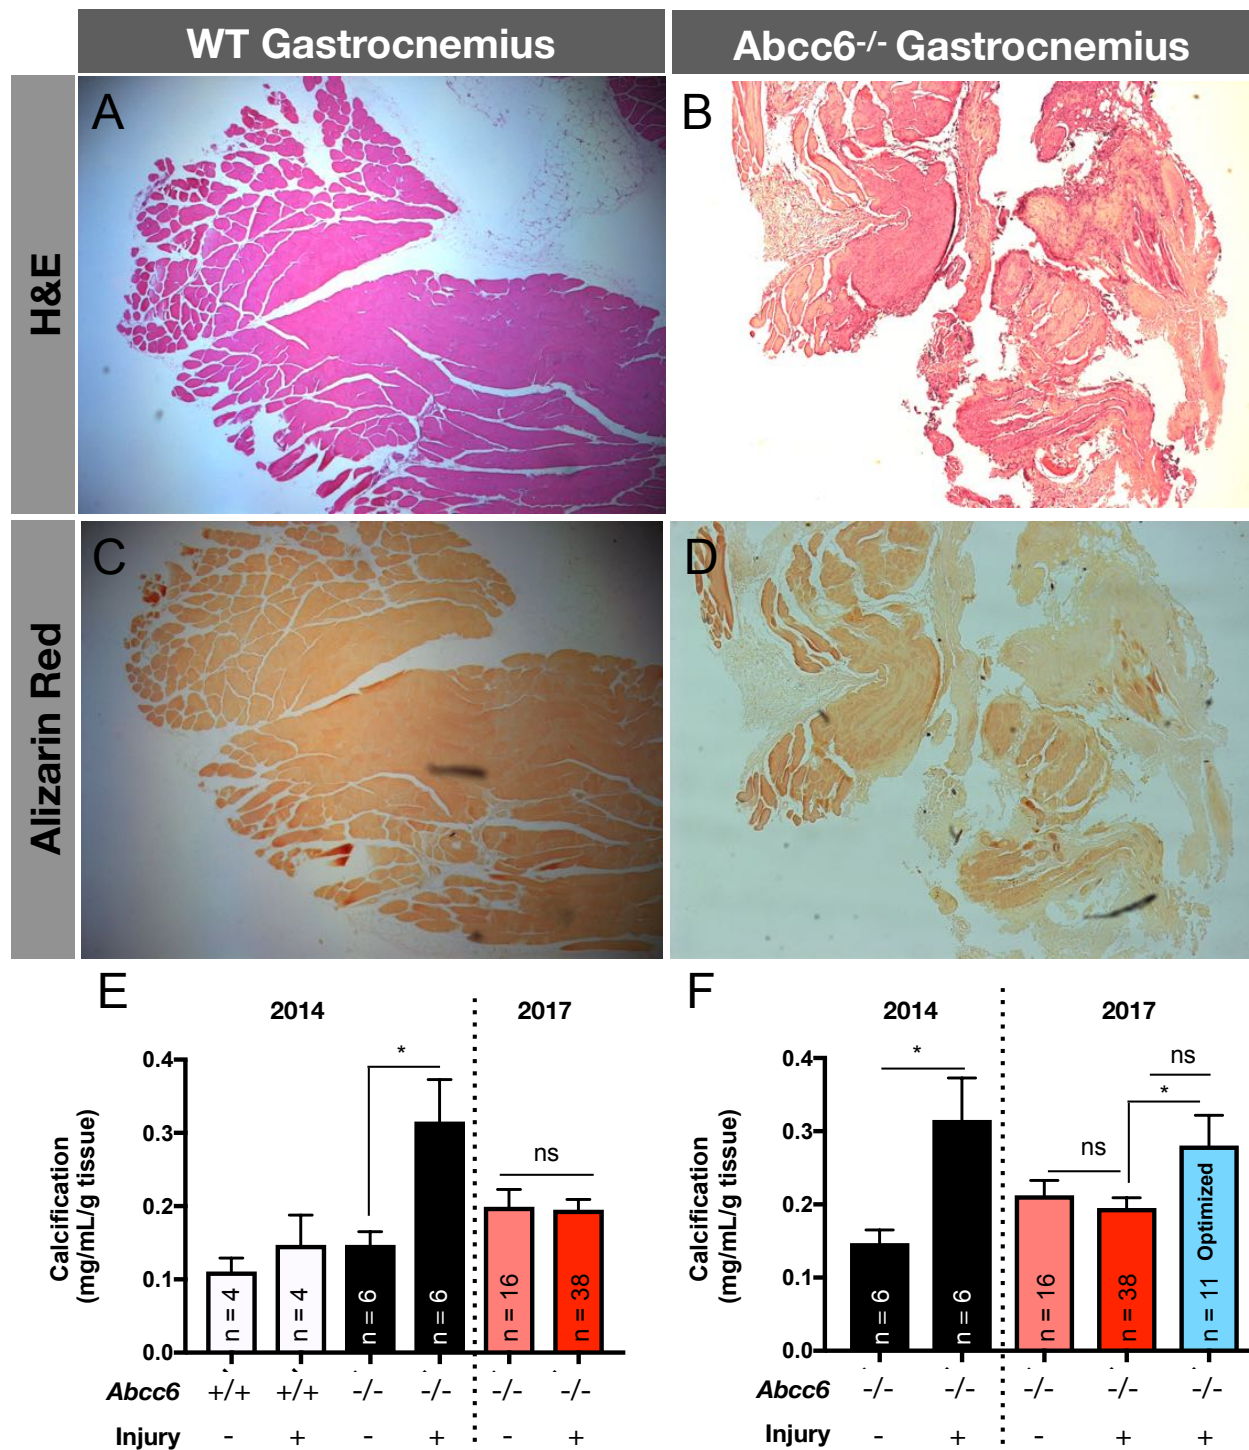 WT Gastrocnemius
Abcc6-/- Gastrocnemius
H&E
A
B
Alizarin Red
C
D
E
2014
2017
*
ns
Calcification
(mg/mL/g tissue)
0.4
0.3
0.2
0.1
0.0
n = 4
n = 4
n = 6
n = 6
n = 16
n = 38
Abcc6 +/+ +/+ -/- -/- -/- -/-
Injury - + - + - +
F
2014
2017
*
ns
*
ns
Calcification
(mg/mL/g tissue)
0.4
0.3
0.2
0.1
0.0
n = 6
n = 6
n = 16
n = 38
n = 11 Optimized
Abcc6 -/- -/- -/- -/- -/-
Injury - + - + +